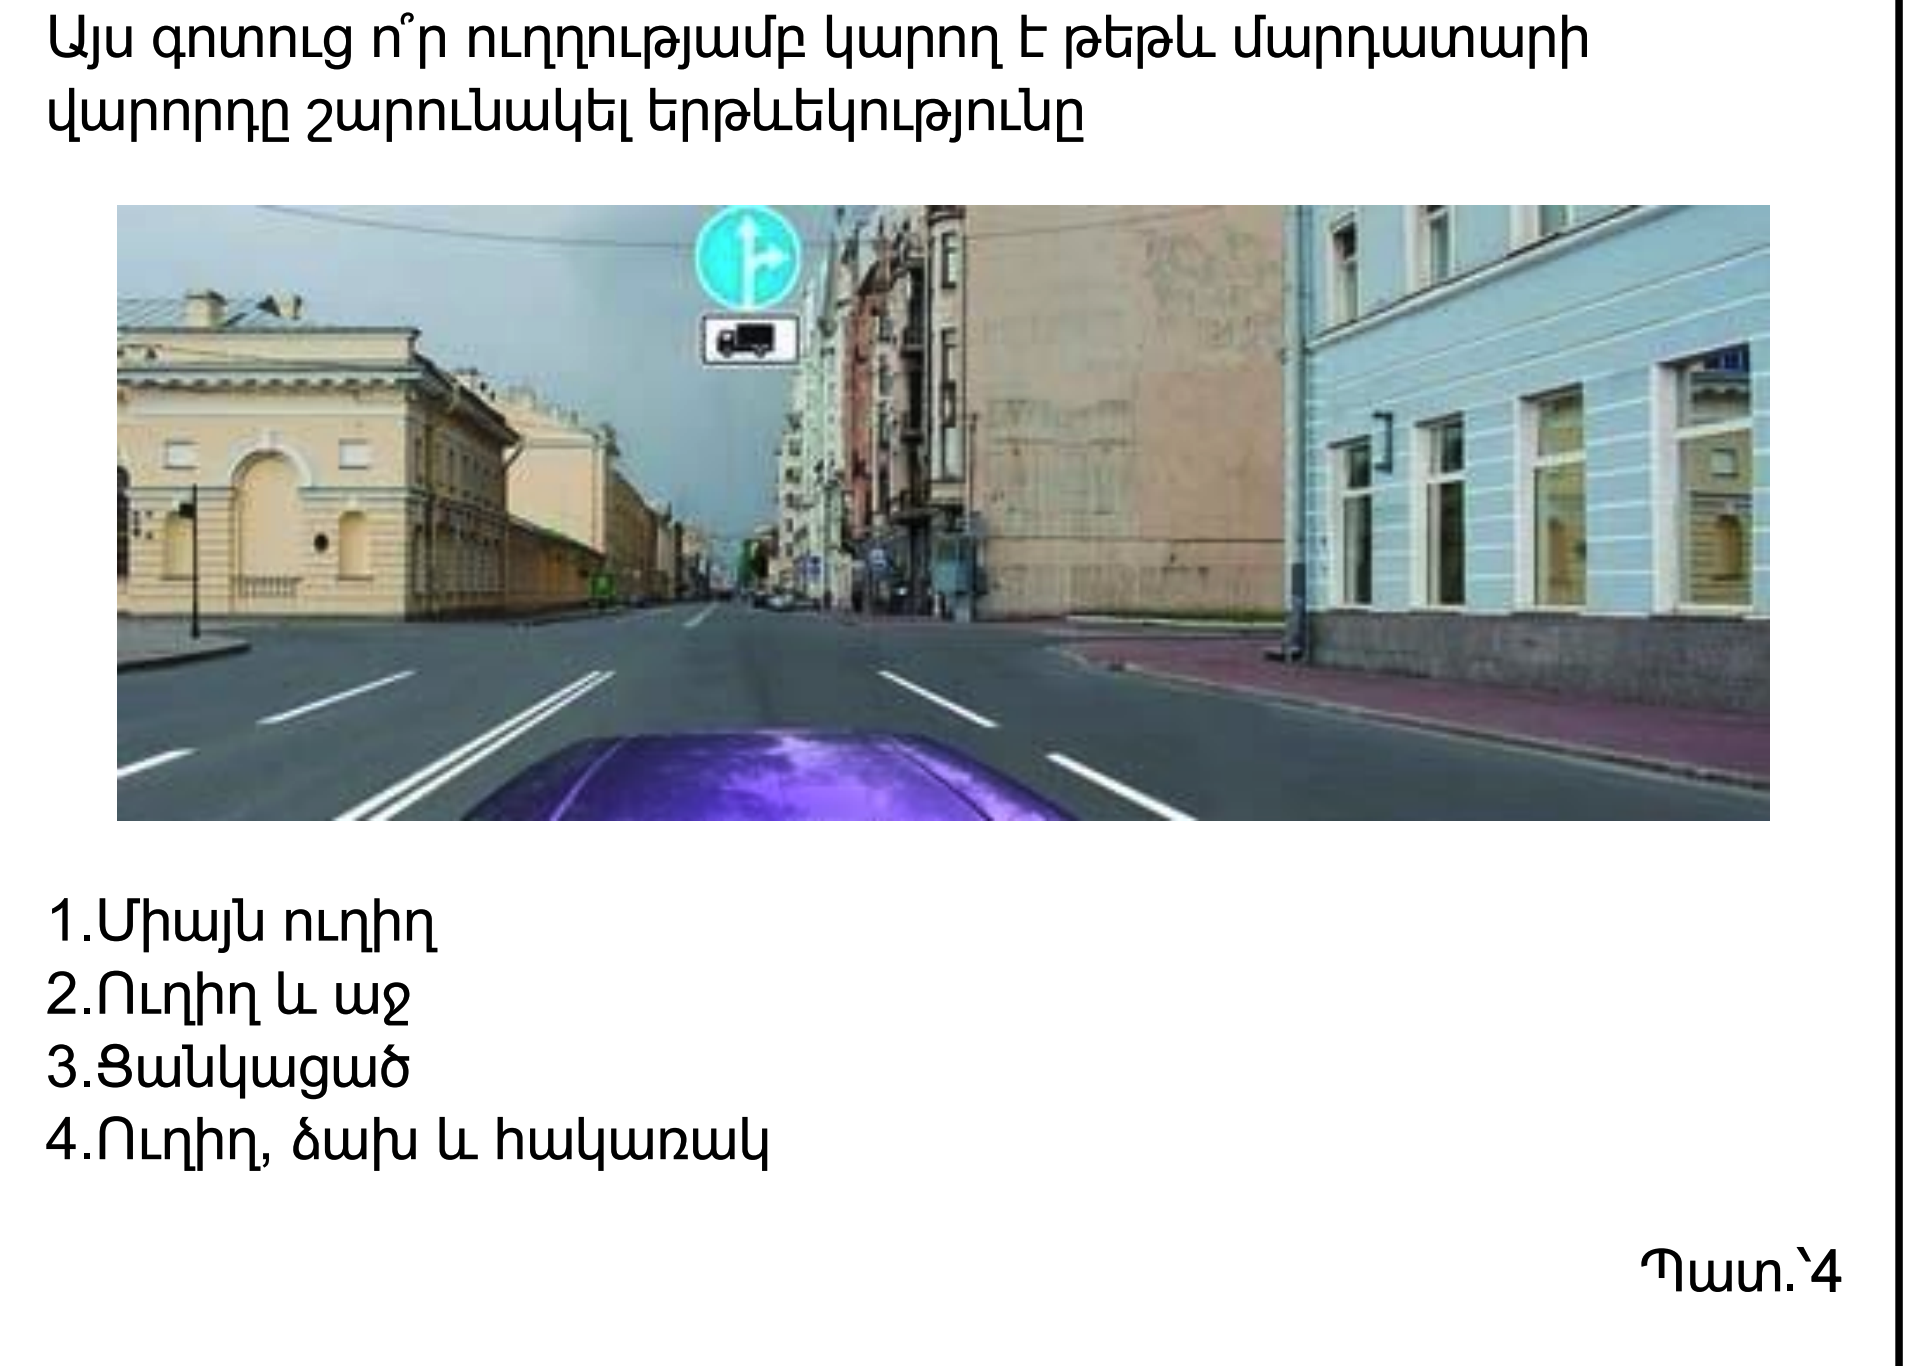 Այս գոտուց ո՞ր ուղղությամբ կարող է թեթև մարդատարի
վարորդը շարունակել երթևեկությունը
1.Միայն ուղիղ
2.Ուղիղ և աջ
3.Ցանկացած
4.Ուղիղ, ձախ և հակառակ
Պատ.՝4